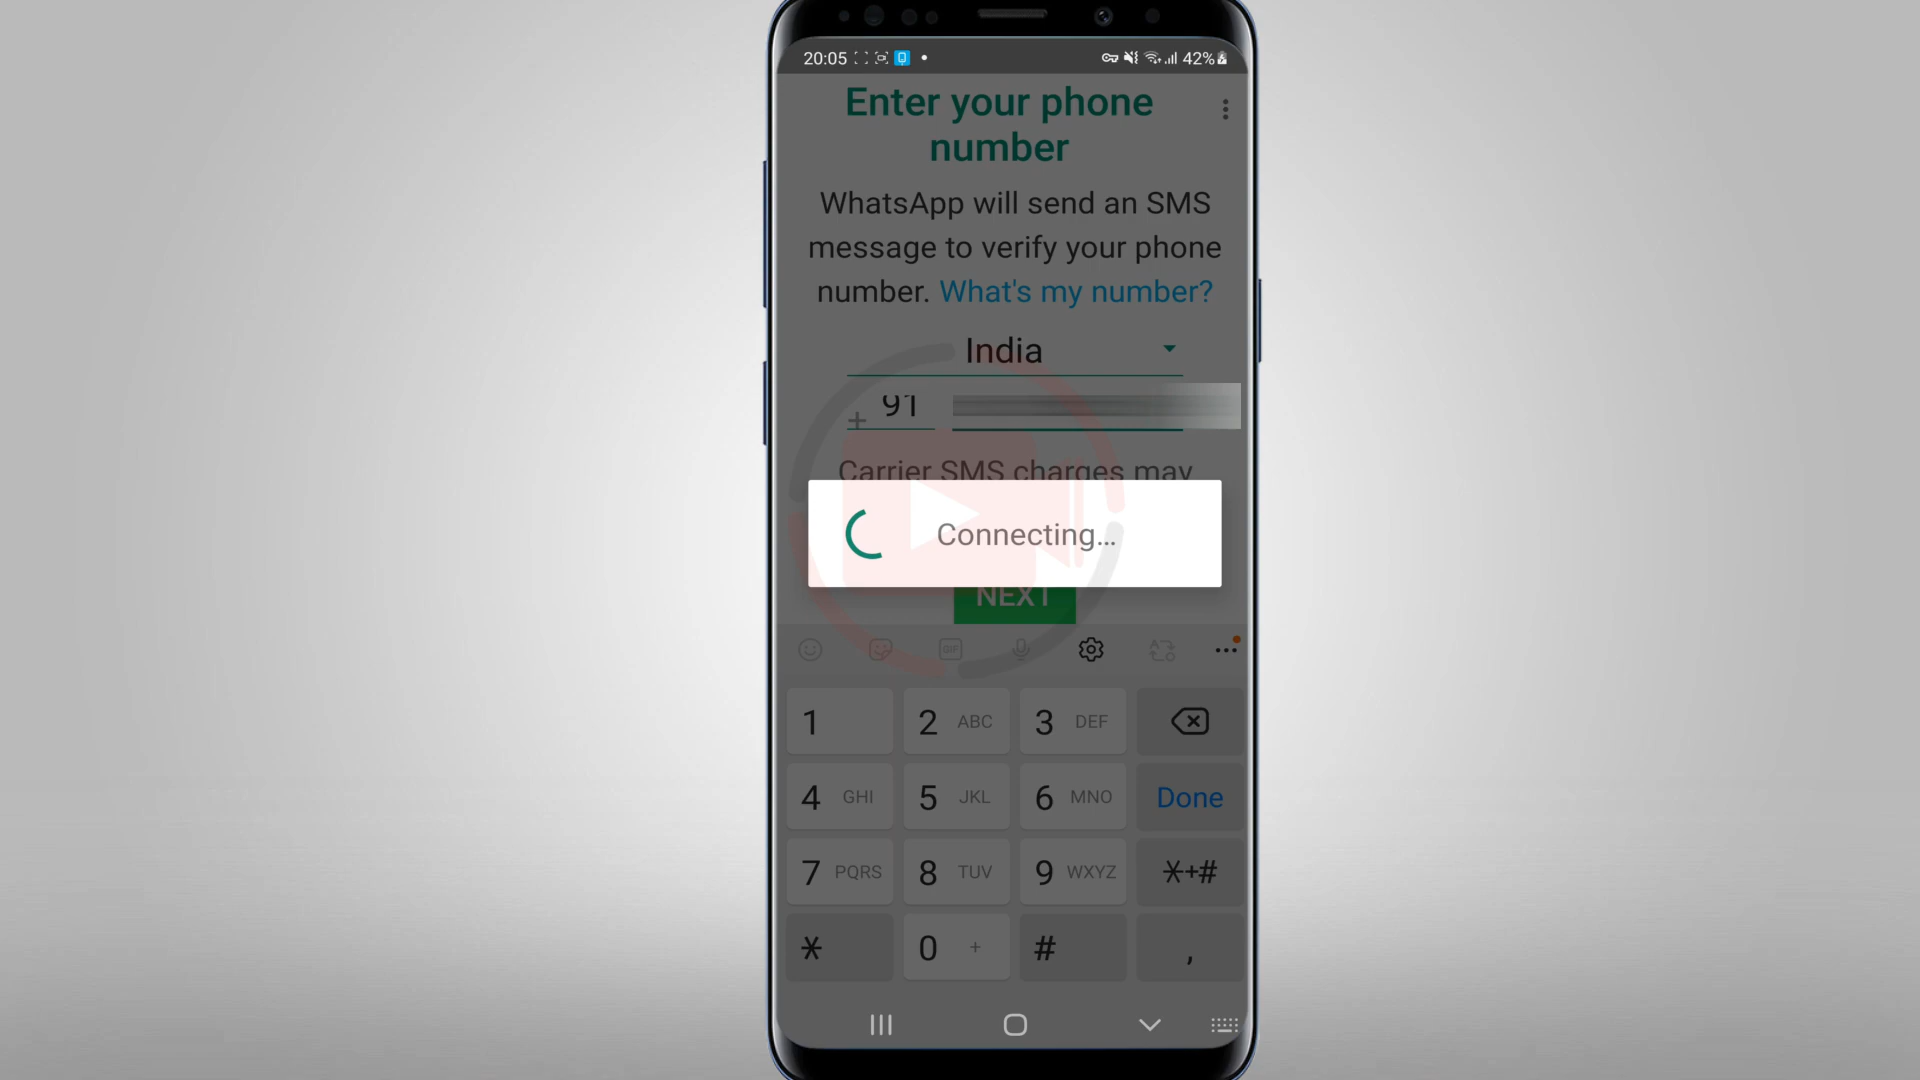 20:05
42%
Enter your phone
number
WhatsApp will send an SMS
message to verify your phone
number. What's my number?
India
+ 91
Carrier SMS charges may
Connecting...
NEXT
GIF
1
2 ABC
3 DEF
4 GHI
5 JKL
6 MNO
Done
7 PQRS
8 TUV
9 WXYZ
*+#
*
0 +
#
,